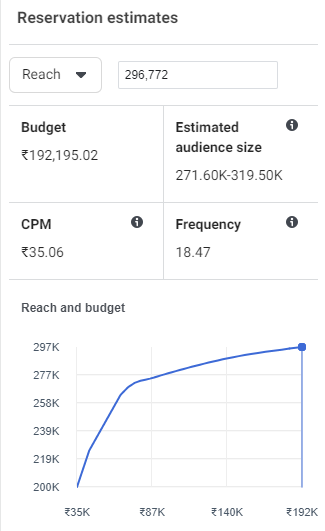 Reservation estimates
Reach
296,772
Budget
₹192,195.02
Estimated
audience size
271.60K-319.50K
CPM
₹35.06
Frequency
18.47
Reach and budget
297K
277K
258K
239K
219K
200K
₹35K ₹87K ₹140K ₹192K